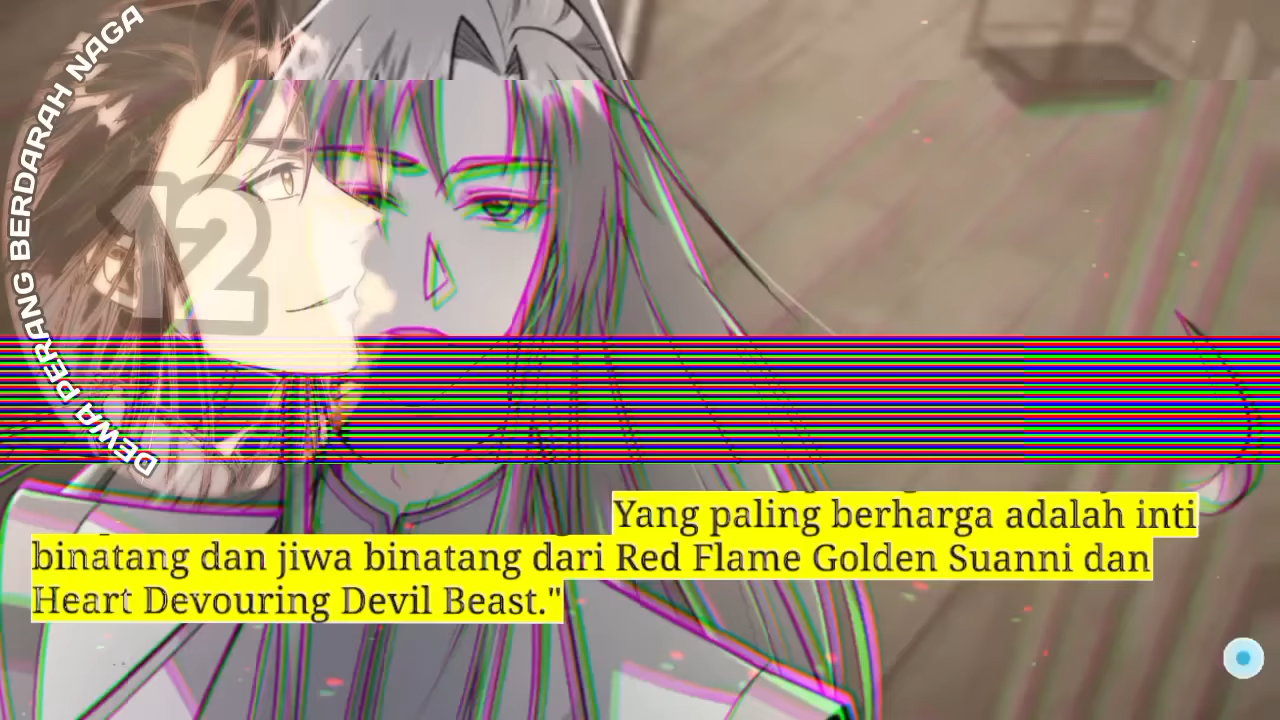 DEWA PERANG BERDARAH NAGA
12
Yang paling berharga adalah inti
binatang dan jiwa binatang dari Red Flame Golden Suanni dan
Heart Devouring Devil Beast."